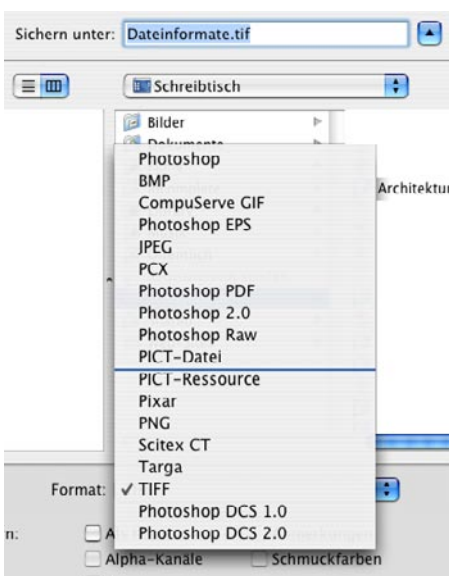 Sichern unter: Dateinformate.tif
Schreibtisch
Bilder
Dokumente
Photoshop
BMP
CompuServe GIF
Architektur
Photoshop EPS
JPEG
PCX
Photoshop PDF
Photoshop 2.0
Photoshop Raw
PICT-Datei
PICT-Ressource
Pixar
PNG
Scitex CT
Targa
Format: ✓ TIFF
Photoshop DCS 1.0
n: Photoshop DCS 2.0
Alpha-Kanäle Schmuckfarben